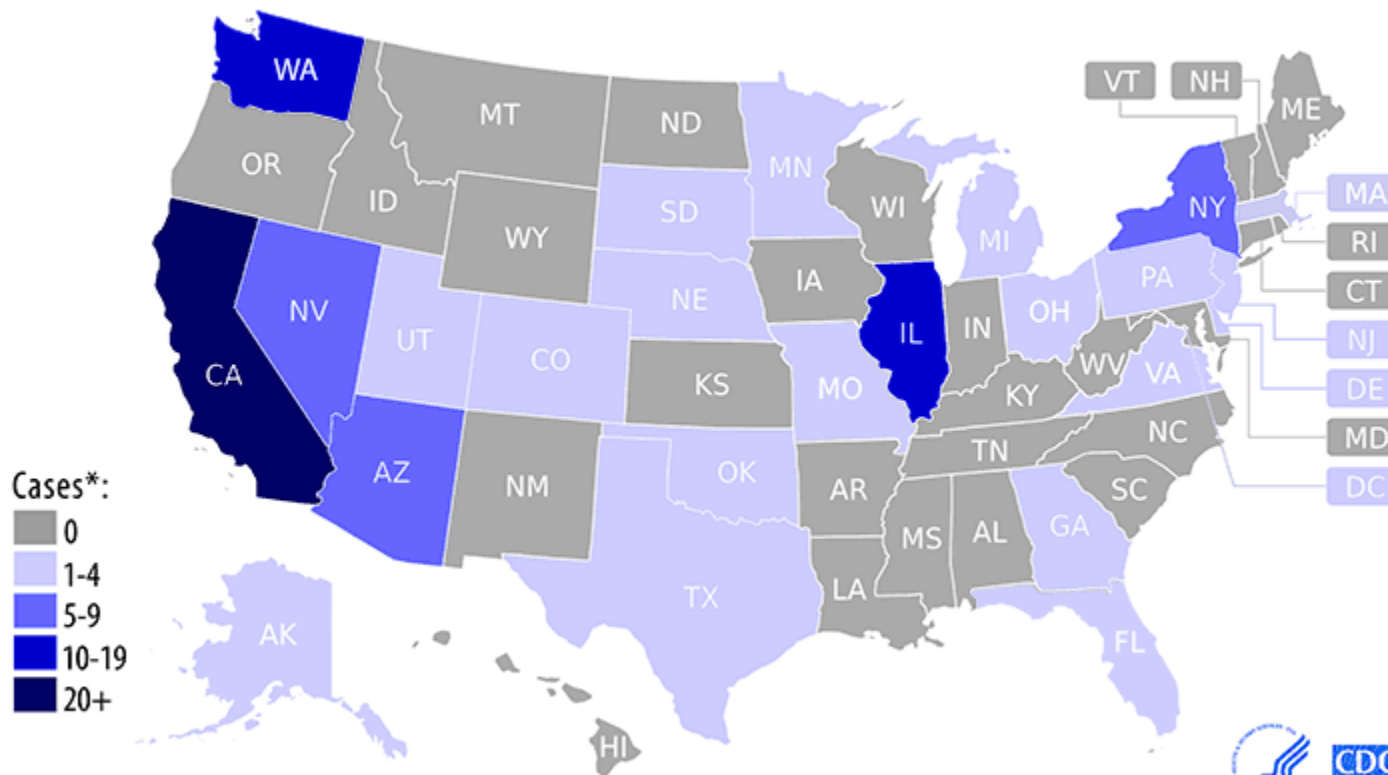 WA
MT
ND
VT
NH
ME
OR
ID
MN
SD
WI
NY
MA
WY
MI
RI
IA
NE
PA
CT
NV
UT
CO
IL
IN
OH
NJ
CA
KS
MO
WV
VA
DE
KY
AZ
NM
OK
AR
TN
NC
MD
SC
DC
MS
AL
GA
TX
LA
AK
FL
HI
Cases*:
0
1-4
5-9
10-19
20+
CDC